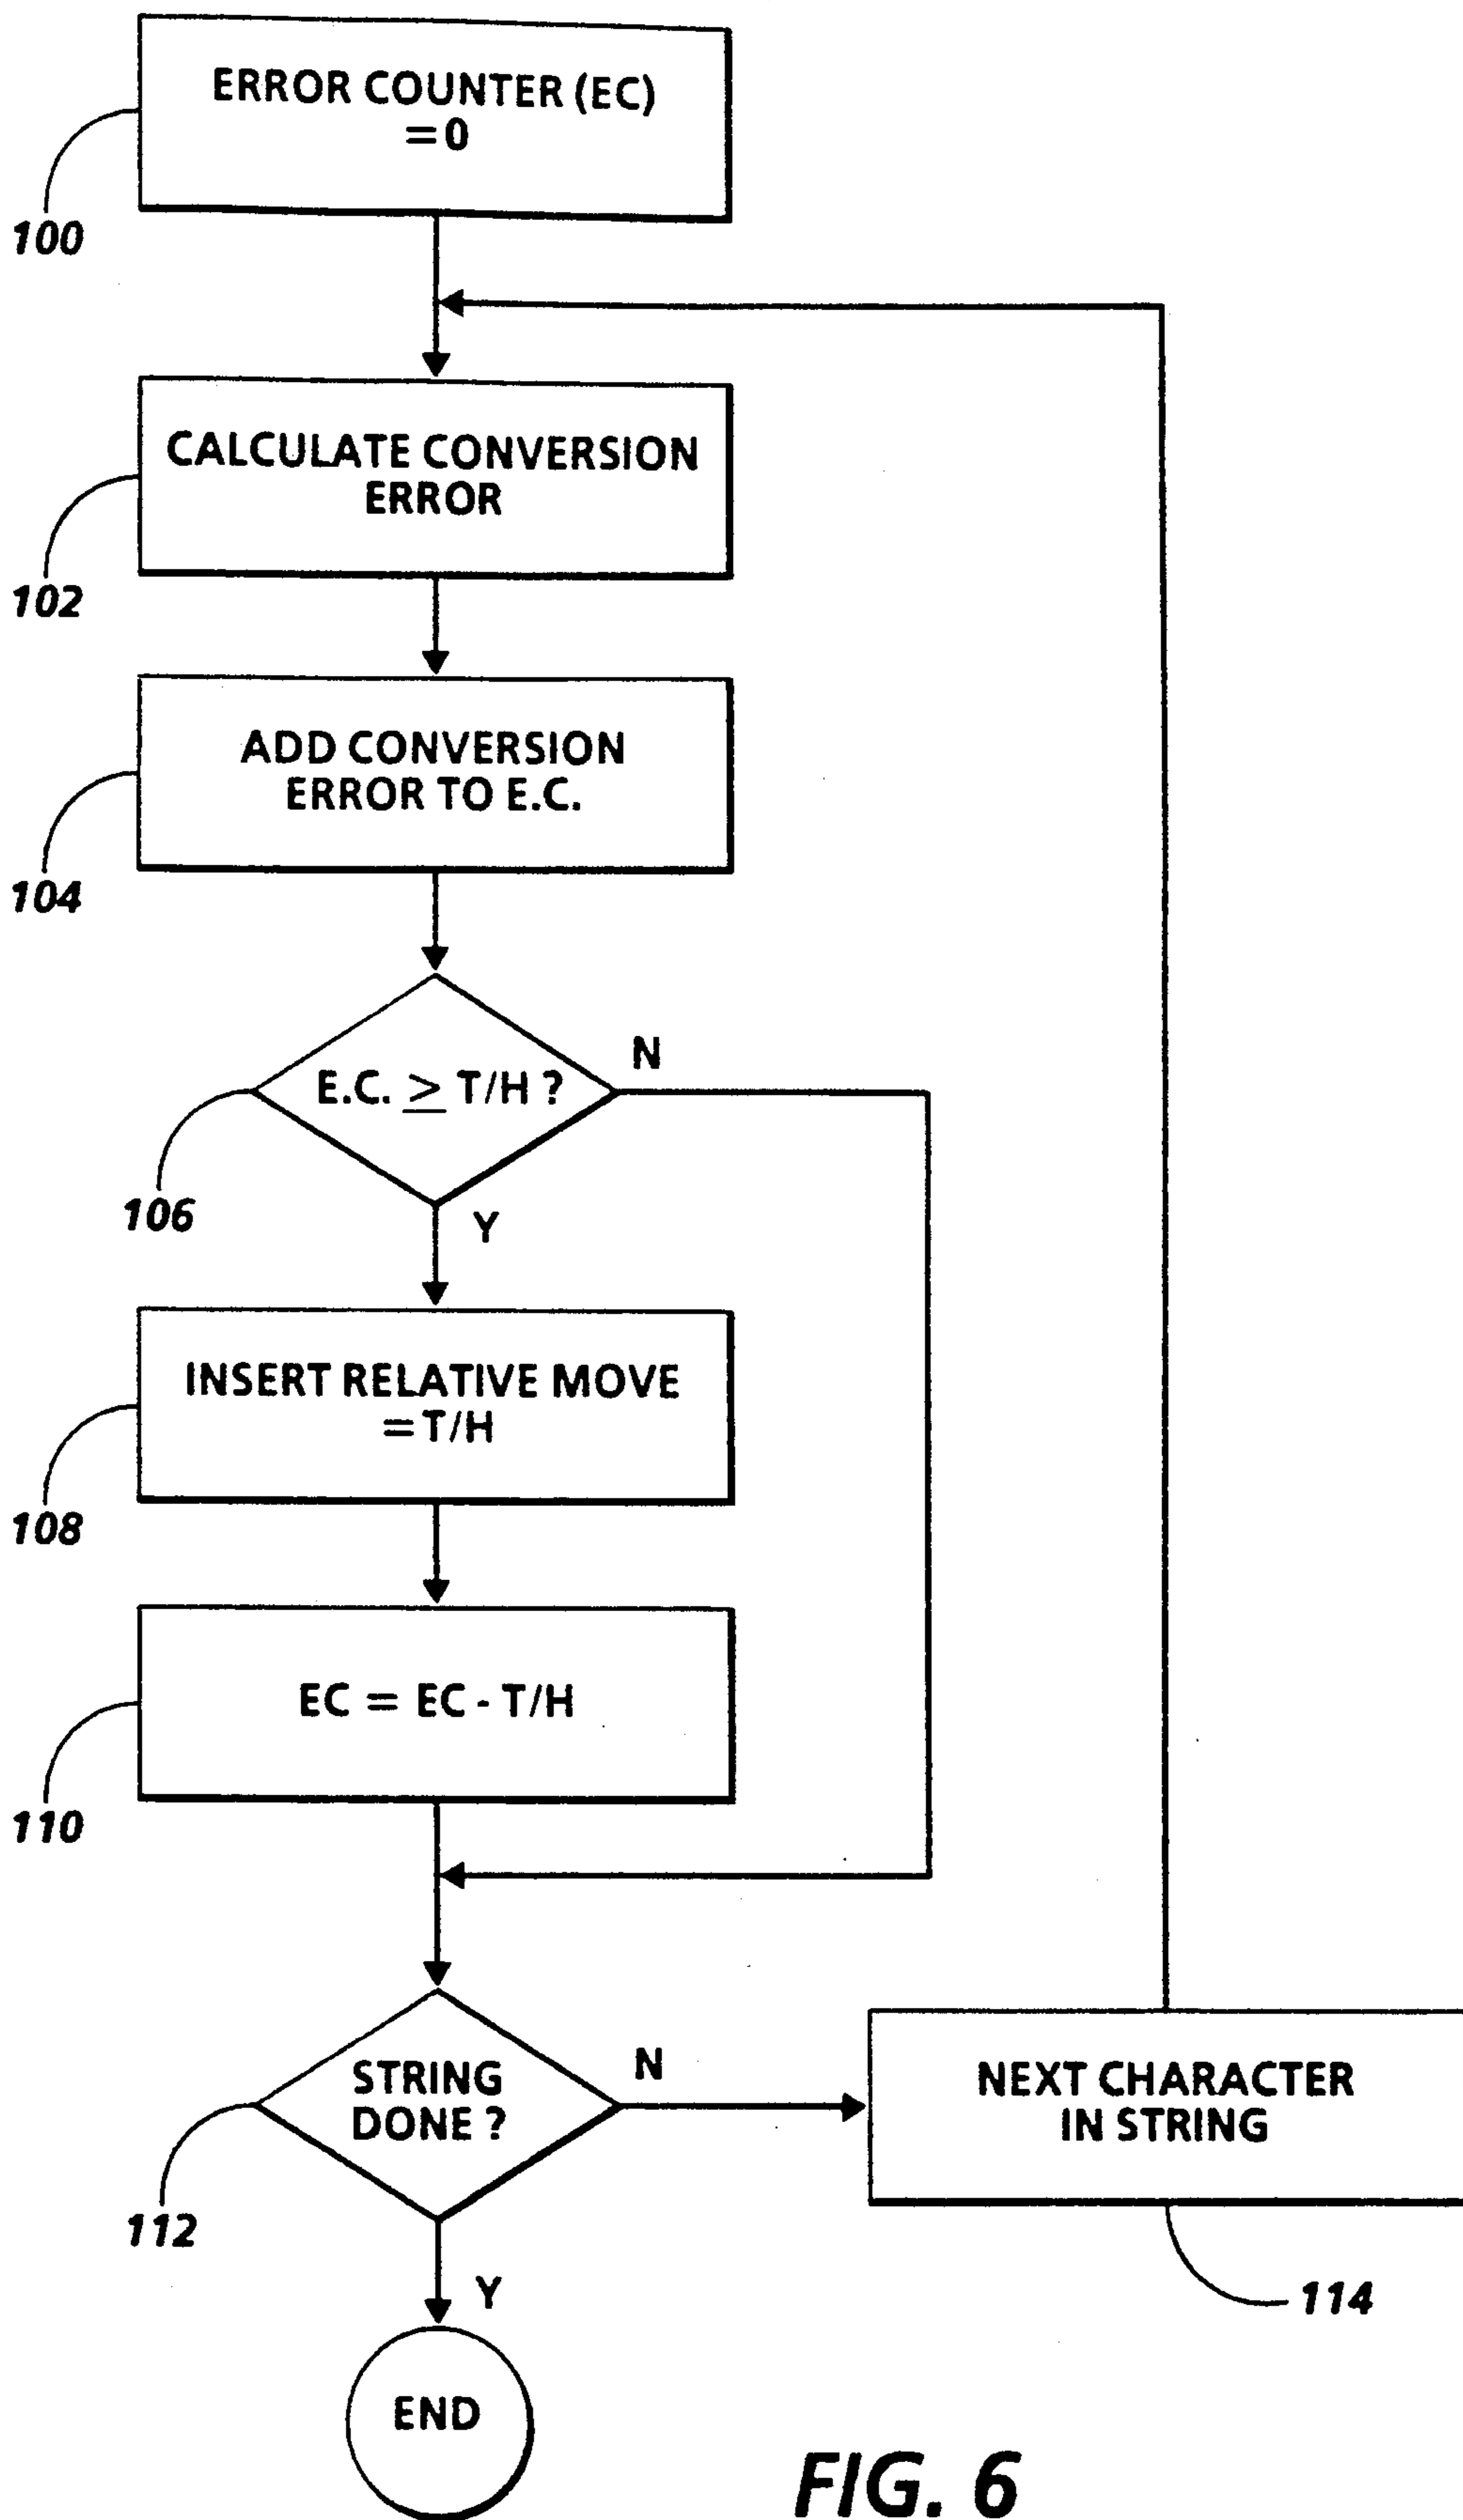 ERROR COUNTER (EC)
= 0
100
CALCULATE CONVERSION
ERROR
102
ADD CONVERSION
ERROR TO E.C.
104
E.C. ≥ T/H ?
N
106
Y
INSERT RELATIVE MOVE
= T/H
108
EC = EC - T/H
110
STRING
DONE ?
N
NEXT CHARACTER
IN STRING
112
Y
114
END
FIG. 6